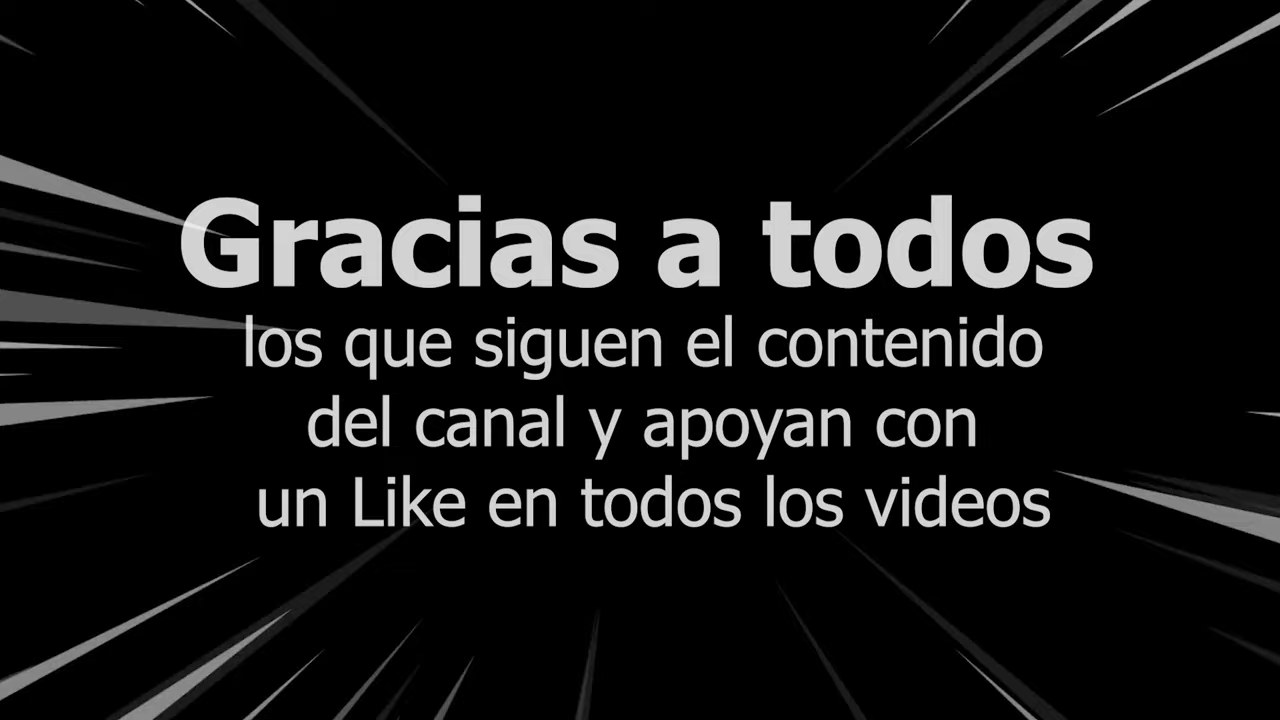 Gracias a todos
los que siguen el contenido
del canal y apoyan con
un Like en todos los videos